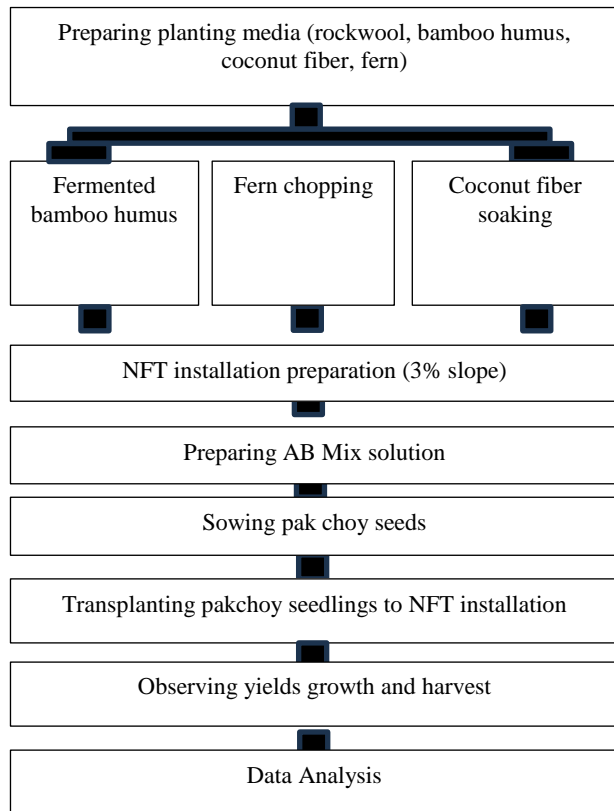 Preparing planting media (rockwool, bamboo humus,
coconut fiber, fern)
Fermented
bamboo humus
Fern chopping
Coconut fiber
soaking
NFT installation preparation (3% slope)
Preparing AB Mix solution
Sowing pak choy seeds
Transplanting pakchoy seedlings to NFT installation
Observing yields growth and harvest
Data Analysis